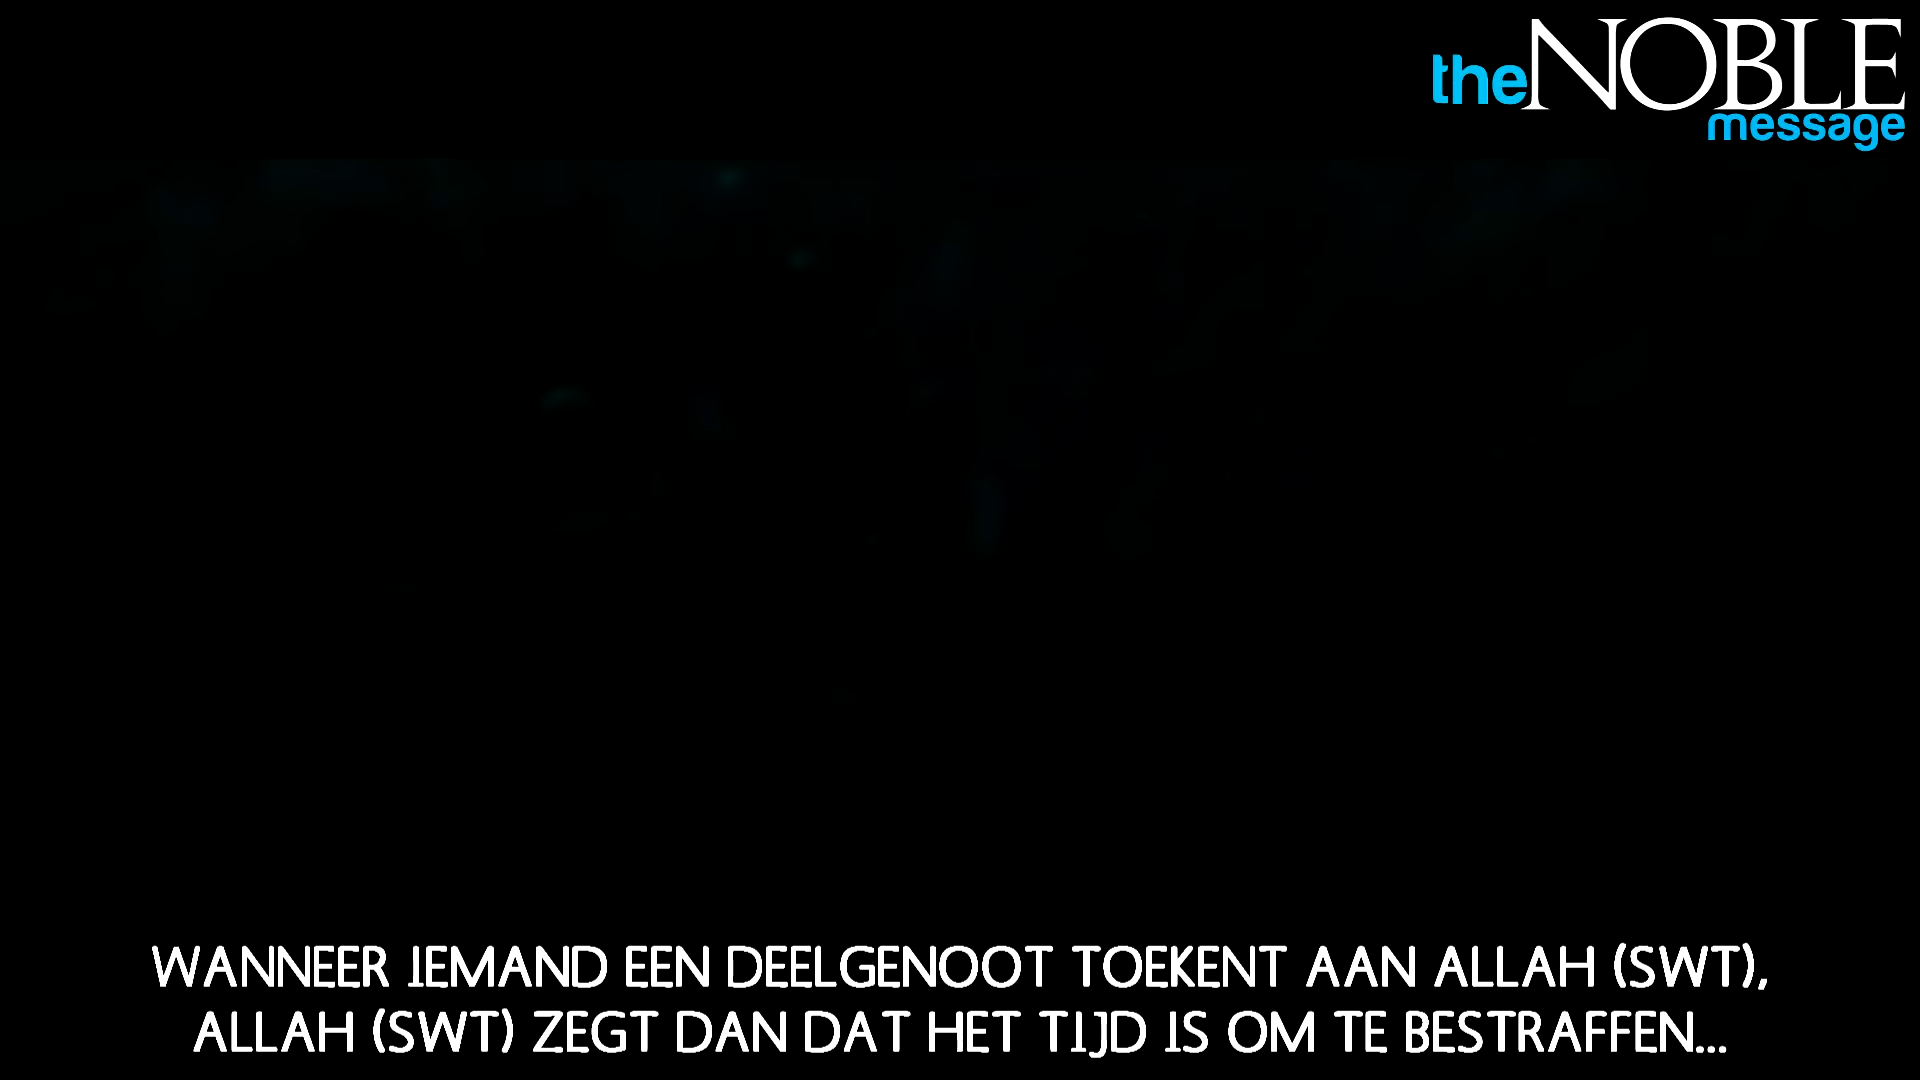 theNOBLE
message
WANNEER IEMAND EEN DEELGENOOT TOEKENT AAN ALLAH (SWT),
ALLAH (SWT) ZEGT DAN DAT HET TIJD IS OM TE BESTRAFFEN...